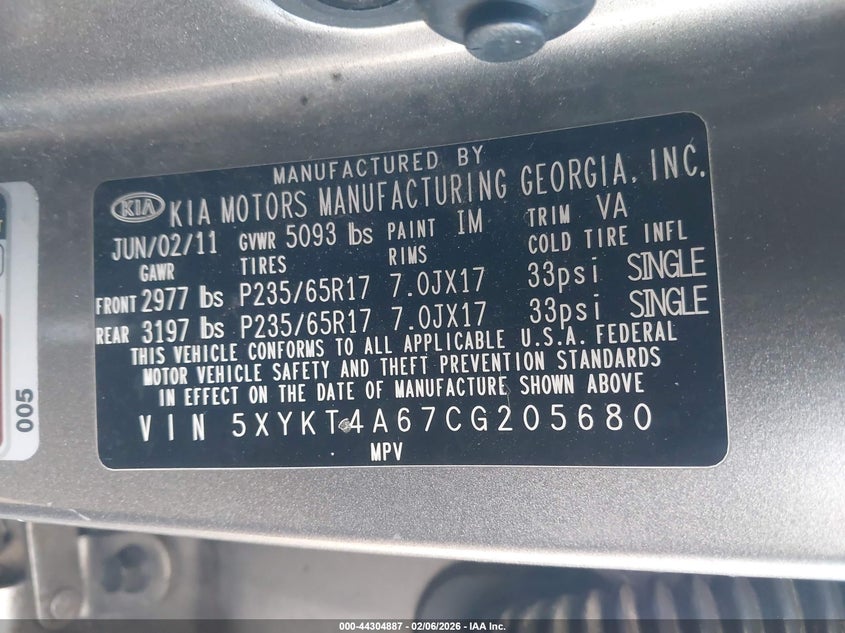 MANUFACTURED BY
KIA KIA MOTORS MANUFACTURING GEORGIA, INC.
JUN/02/11 GVWR 5093 lbs PAINT IM TRIM VA
GAWR TIRES RIMS COLD TIRE INFL
FRONT 2977 lbs P235/65R17 7.0JX17 33psi SINGLE
REAR 3197 lbs P235/65R17 7.0JX17 33psi SINGLE
THIS VEHICLE CONFORMS TO ALL APPLICABLE U.S.A. FEDERAL
MOTOR VEHICLE SAFETY AND THEFT PREVENTION STANDARDS
IN EFFECT ON THE DATE OF MANUFACTURE SHOWN ABOVE
VIN 5XYKT4A67CG205680
MPV
005
000-44304887 - 02/06/2026 - IAA Inc.